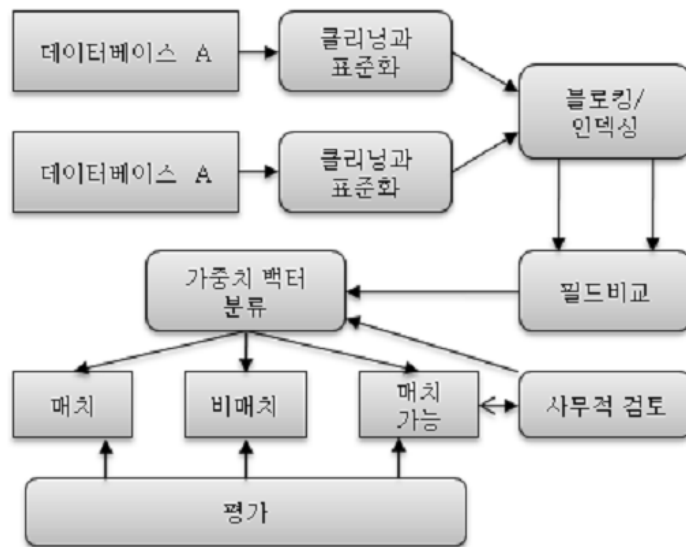 데이터베이스 A
클리닝과
표준화
블로킹/
인덱싱
데이터베이스 A
클리닝과
표준화
가중치 백터
분류
필드비교
매치
비매치
매치
가능
사무적 검토
평가